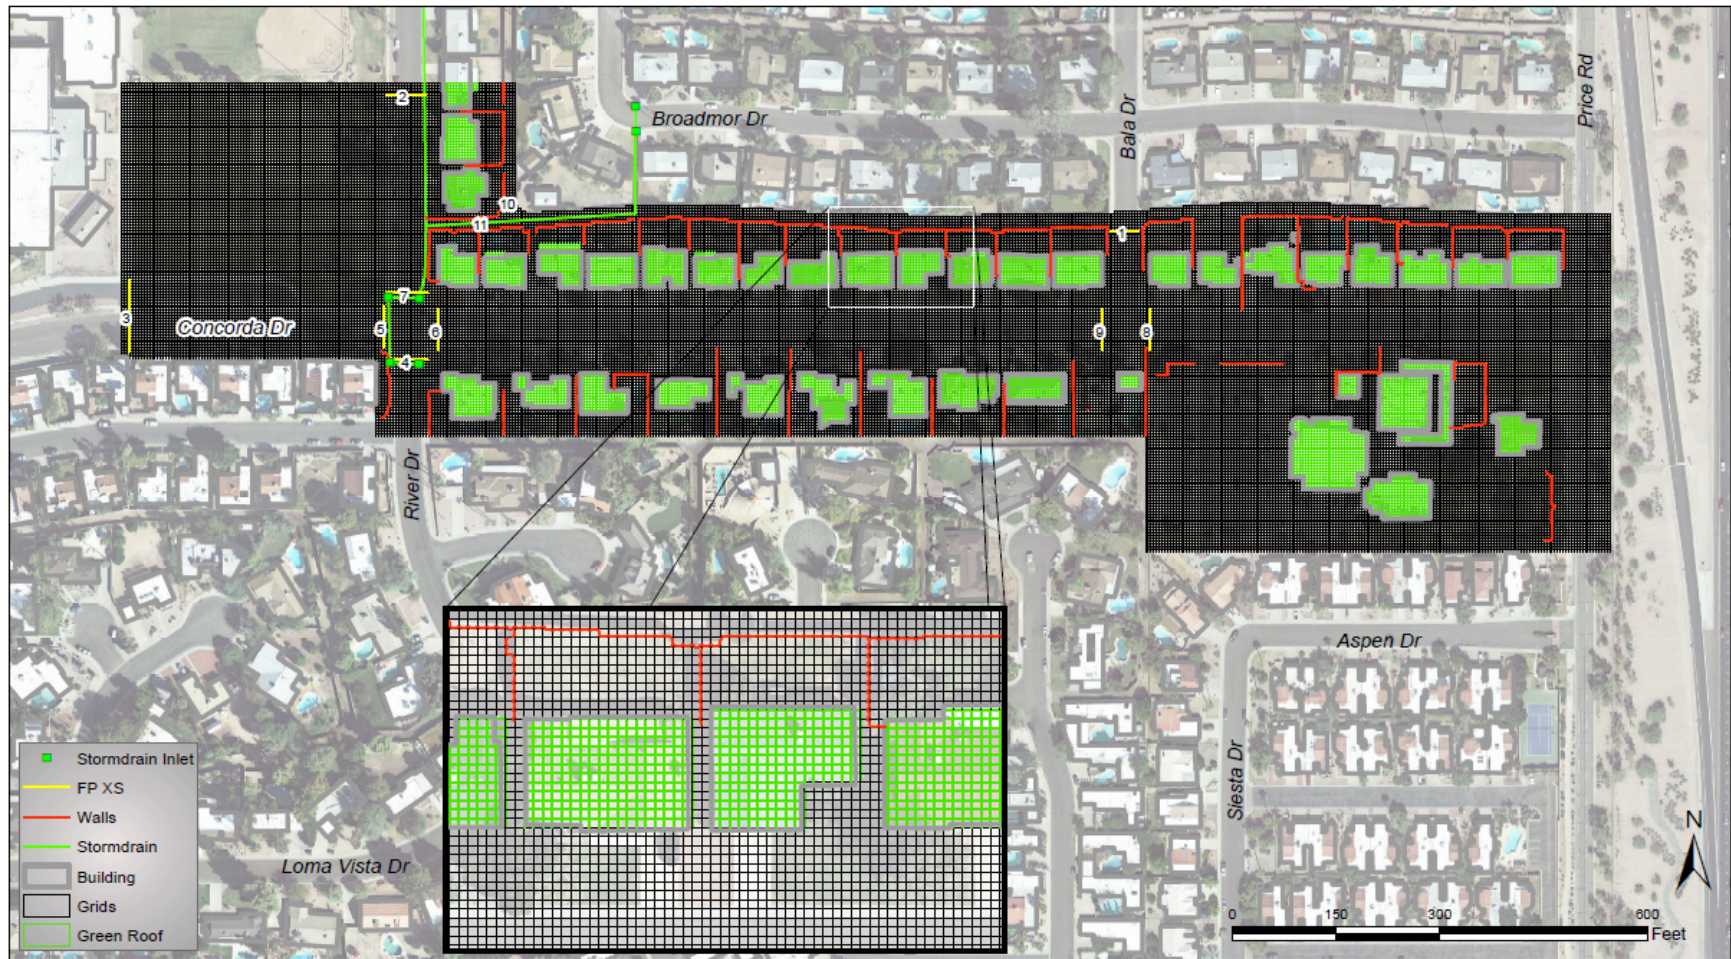 2
Broadmor Dr
Bala Dr
Price Rd
10
11
1
7
3
Concorda Dr
5
6
9
8
4
River Dr
Aspen Dr
Siesta Dr
Loma Vista Dr
Stormdrain Inlet
FP XS
Walls
Stormdrain
Building
Grids
Green Roof
N
0 150 300 600
Feet